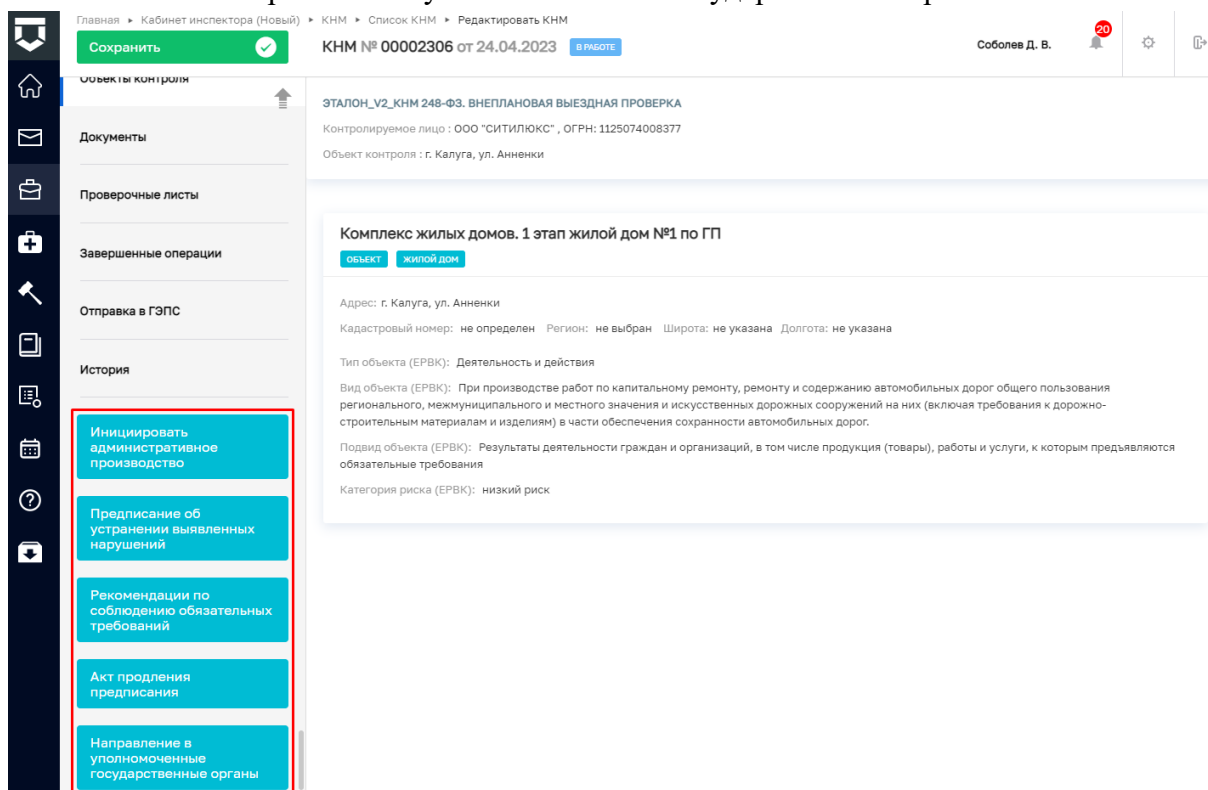 Главная ▸ Кабинет инспектора (Новый) ▸ КНМ ▸ Список КНМ ▸ Редактировать КНМ
Сохранить
КНМ № 00002306 от 24.04.2023 В РАБОТЕ
Соболев Д. В.
20
Объекты контроля
Документы
Проверочные листы
Завершенные операции
Отправка в ГЭПС
История
Инициировать
административное
производство
Предписание об
устранении выявленных
нарушений
Рекомендации по
соблюдению обязательных
требований
Акт продления
предписания
Направление в
уполномоченные
государственные органы
ЭТАЛОН_V2_КНМ 248-ФЗ. ВНЕПЛАНОВАЯ ВЫЕЗДНАЯ ПРОВЕРКА
Контролируемое лицо : ООО "СИТИЛЮКС" , ОГРН: 1125074008377
Объект контроля : г. Калуга, ул. Анненки
Комплекс жилых домов. 1 этап жилой дом №1 по ГП
ОБЪЕКТ ЖИЛОЙ ДОМ
Адрес: г. Калуга, ул. Анненки
Кадастровый номер: не определен Регион: не выбран Широта: не указана Долгота: не указана
Тип объекта (ЕРВК): Деятельность и действия
Вид объекта (ЕРВК): При производстве работ по капитальному ремонту, ремонту и содержанию автомобильных дорог общего пользования
регионального, межмуниципального и местного значения и искусственных дорожных сооружений на них (включая требования к дорожно-
строительным материалам и изделиям) в части обеспечения сохранности автомобильных дорог.
Подвид объекта (ЕРВК): Результаты деятельности граждан и организаций, в том числе продукция (товары), работы и услуги, к которым предъявляются
обязательные требования
Категория риска (ЕРВК): низкий риск